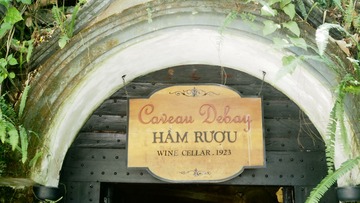 Caveau Debay
HẦM RƯỢU
WINE CELLAR . 1923